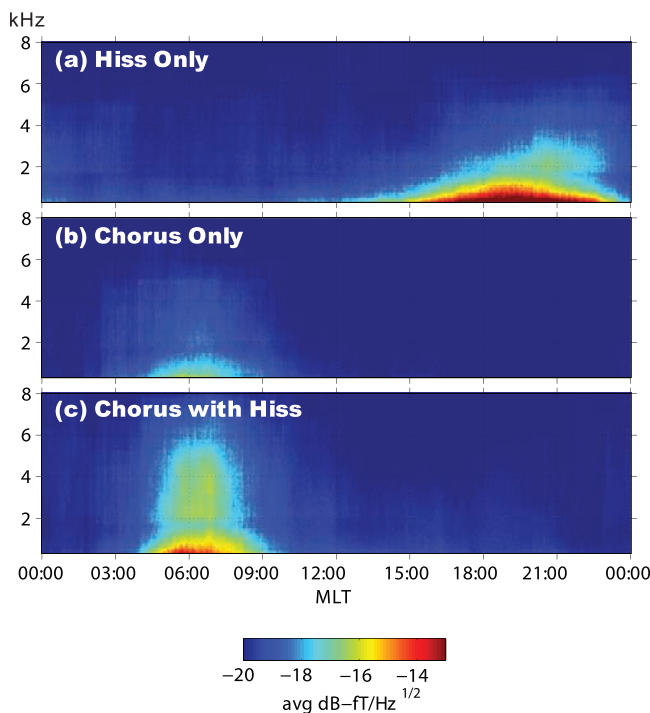 kHz
8
(a) Hiss Only
6
4
2
8
(b) Chorus Only
6
4
2
8
(c) Chorus with Hiss
6
4
2
00:00 03:00 06:00 09:00 12:00 15:00 18:00 21:00 00:00
MLT
−20 −18 −16 −14
avg dB−fT/Hz 1/2